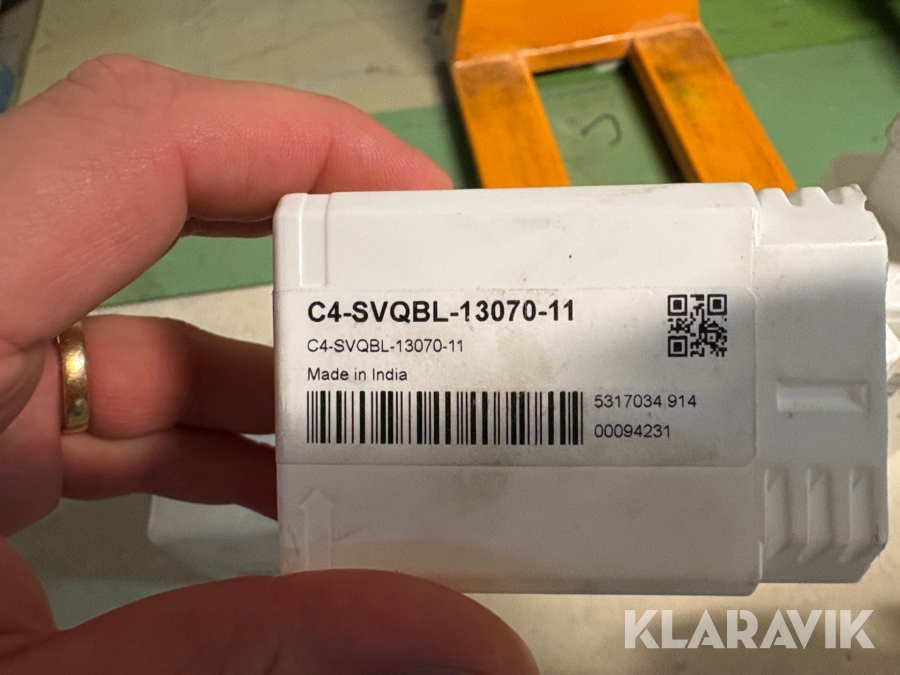 C4-SVQBL-13070-11
C4-SVQBL-13070-11
Made in India
5317034 914
00094231
KLARAVIK